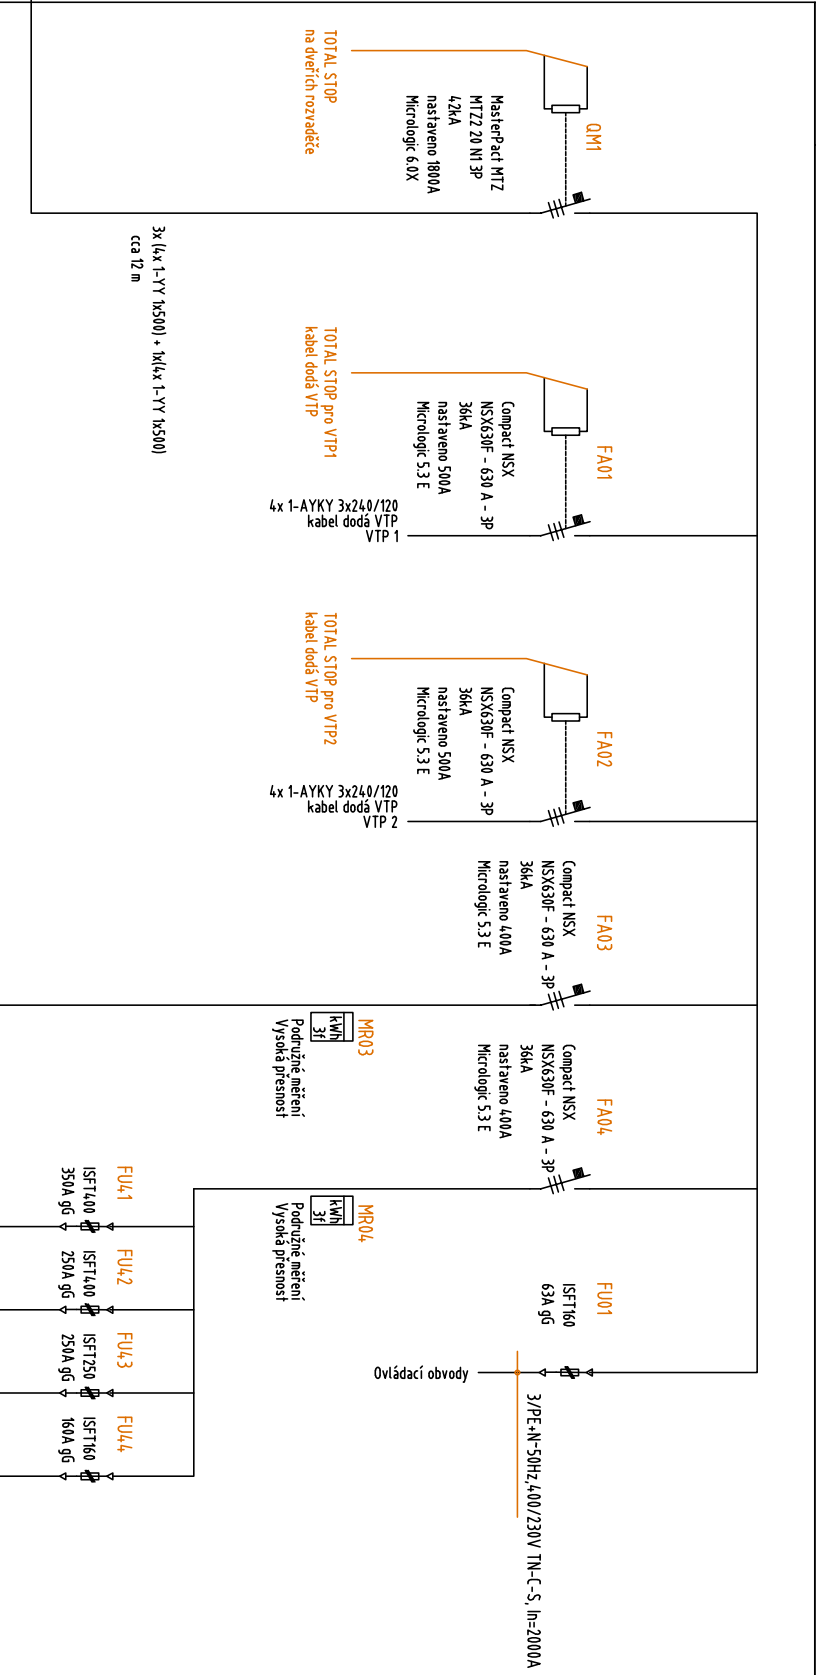 QM1
MasterPact MTZ
MTZ2 20 N1 3P
42kA
nastaveno 1800A
Micrologic 6.0X
TOTAL STOP
na dveřích rozvaděče
3x (4x 1-YY 1x500) + 1x(4x 1-YY 1x500)
cca 12 m
FA01
Compact NSX
NSX630F - 630 A - 3P
36kA
nastaveno 500A
Micrologic 5.3 E
TOTAL STOP pro VTP1
kabel dodá VTP
4x 1-AYKY 3x240/120
kabel dodá VTP
VTP 1
FA02
Compact NSX
NSX630F - 630 A - 3P
36kA
nastaveno 500A
Micrologic 5.3 E
TOTAL STOP pro VTP2
kabel dodá VTP
4x 1-AYKY 3x240/120
kabel dodá VTP
VTP 2
FA03
Compact NSX
NSX630F - 630 A - 3P
36kA
nastaveno 400A
Micrologic 5.3 E
MR03
kWh
3f
Podružné měření
Vysoká přesnost
FA04
Compact NSX
NSX630F - 630 A - 3P
36kA
nastaveno 400A
Micrologic 5.3 E
MR04
kWh
3f
Podružné měření
Vysoká přesnost
FU41
ISFT400
350A gG
FU42
ISFT400
250A gG
FU43
ISFT250
250A gG
FU44
ISFT160
160A gG
FU01
ISFT160
63A gG
Ovládací obvody
3/PE+N~50Hz,400/230V TN-C-S, In=2000A